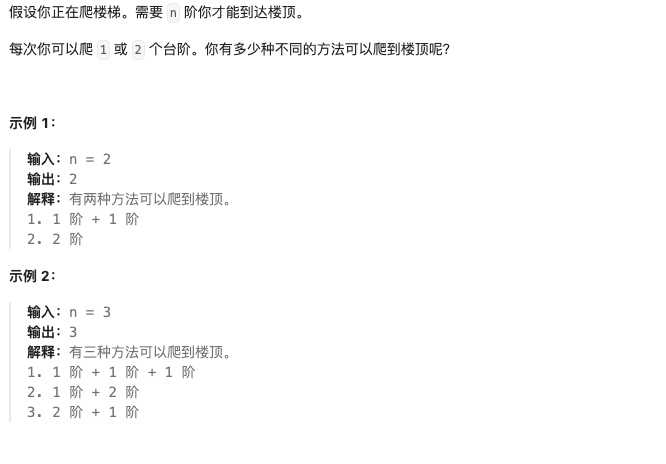 假设你正在爬楼梯。需要 n 阶你才能到达楼顶。
每次你可以爬 1 或 2 个台阶。你有多少种不同的方法可以爬到楼顶呢?
示例 1:
输入: n = 2
输出: 2
解释: 有两种方法可以爬到楼顶。
1. 1 阶 + 1 阶
2. 2 阶
示例 2:
输入: n = 3
输出: 3
解释: 有三种方法可以爬到楼顶。
1. 1 阶 + 1 阶 + 1 阶
2. 1 阶 + 2 阶
3. 2 阶 + 1 阶